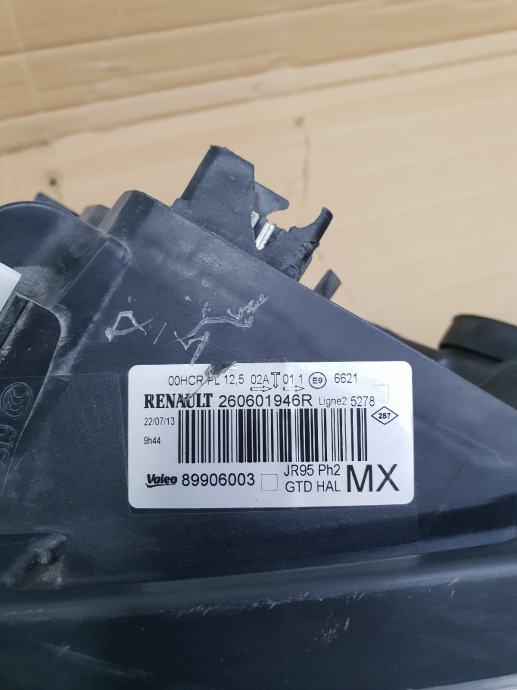 00HCR PL 12,5 02A T 01.1 E9 6621
RENAULT 260601946R Ligne2 5278
22/07/13
287
9h44
Valeo 89906003 JR95 Ph2
GTD HAL MX